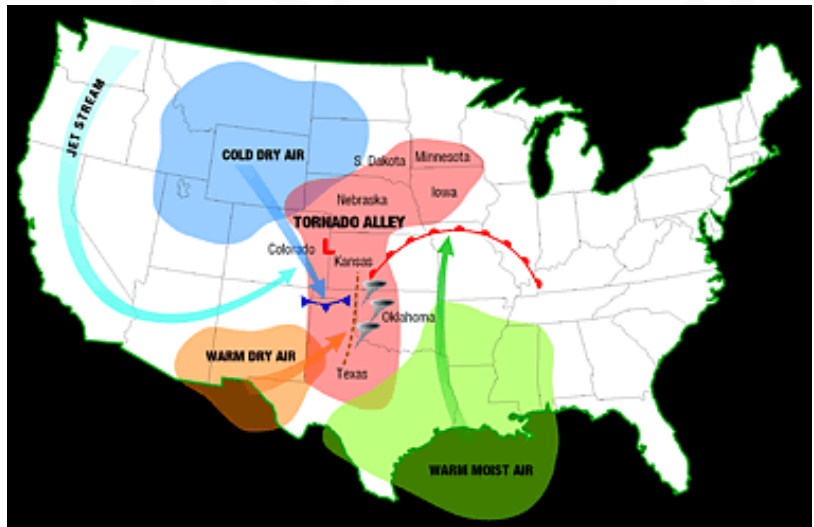 JET STREAM
COLD DRY AIR
S. Dakota
Minnesota
Nebraska
Iowa
TORNADO ALLEY
Colorado
L
Kansas
Oklahoma
WARM DRY AIR
Texas
WARM MOIST AIR